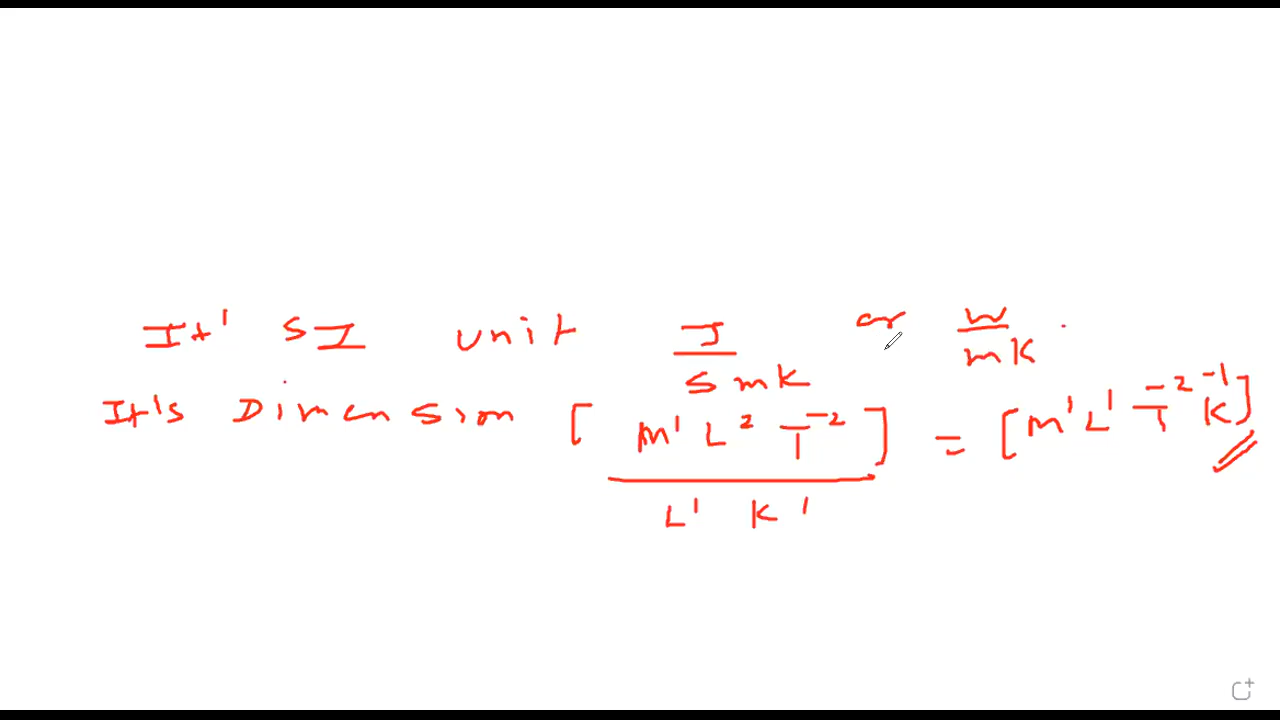 It' SI unit J/SmK or W/mK .
It's Dimension [M¹ L² T⁻² / L¹ K¹] = [M¹ L¹ T⁻² K⁻¹]